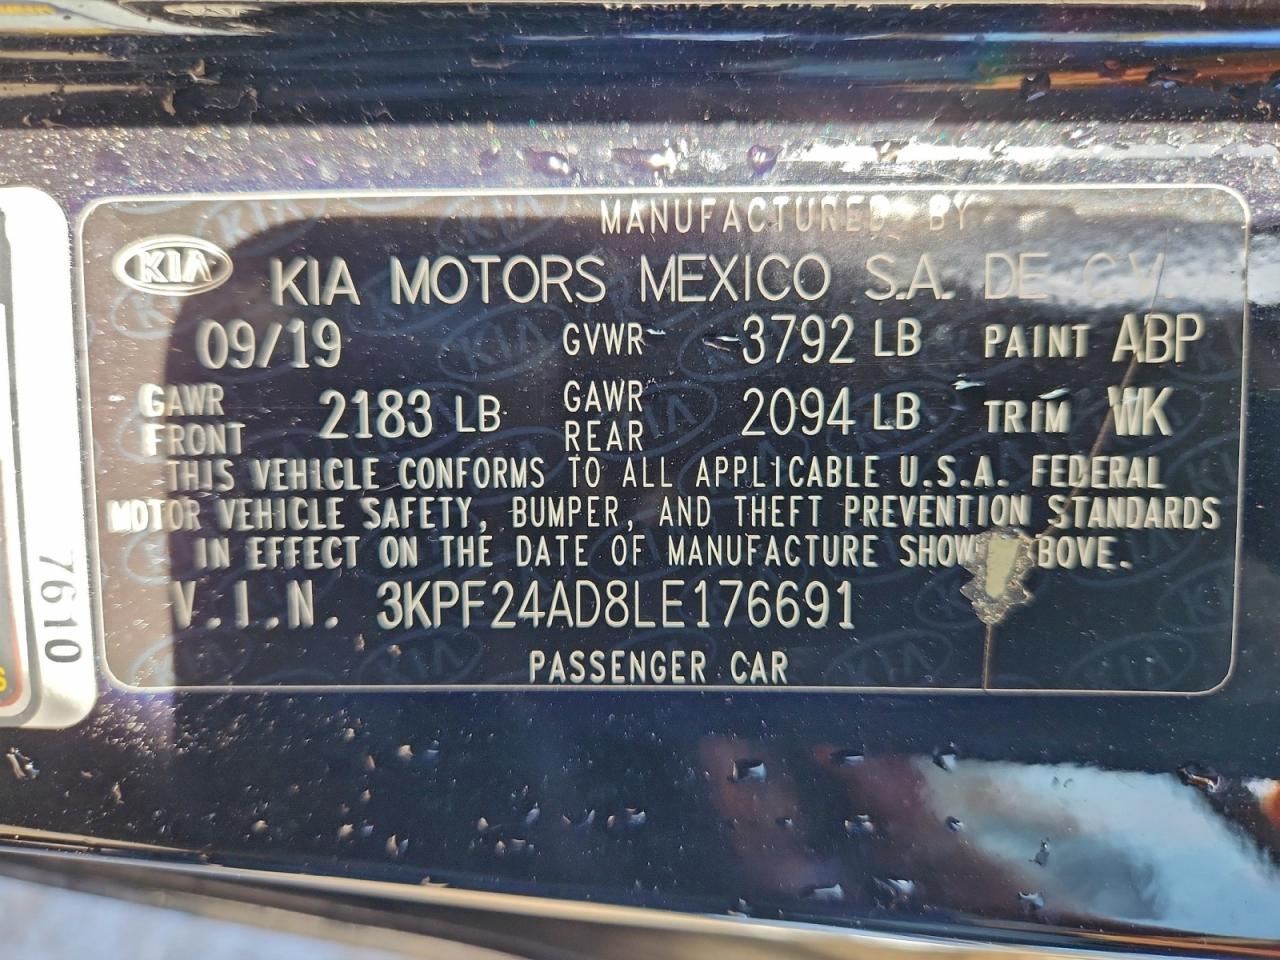 MANUFACTURED BY
KIA KIA MOTORS MEXICO S.A. DE C.V.
09/19 GVWR 3792 LB PAINT ABP
GAWR FRONT 2183 LB GAWR REAR 2094 LB TRIM WK
THIS VEHICLE CONFORMS TO ALL APPLICABLE U.S.A. FEDERAL
MOTOR VEHICLE SAFETY, BUMPER, AND THEFT PREVENTION STANDARDS
IN EFFECT ON THE DATE OF MANUFACTURE SHOW BOVE.
V.I.N. 3KPF24AD8LE176691
PASSENGER CAR
7610